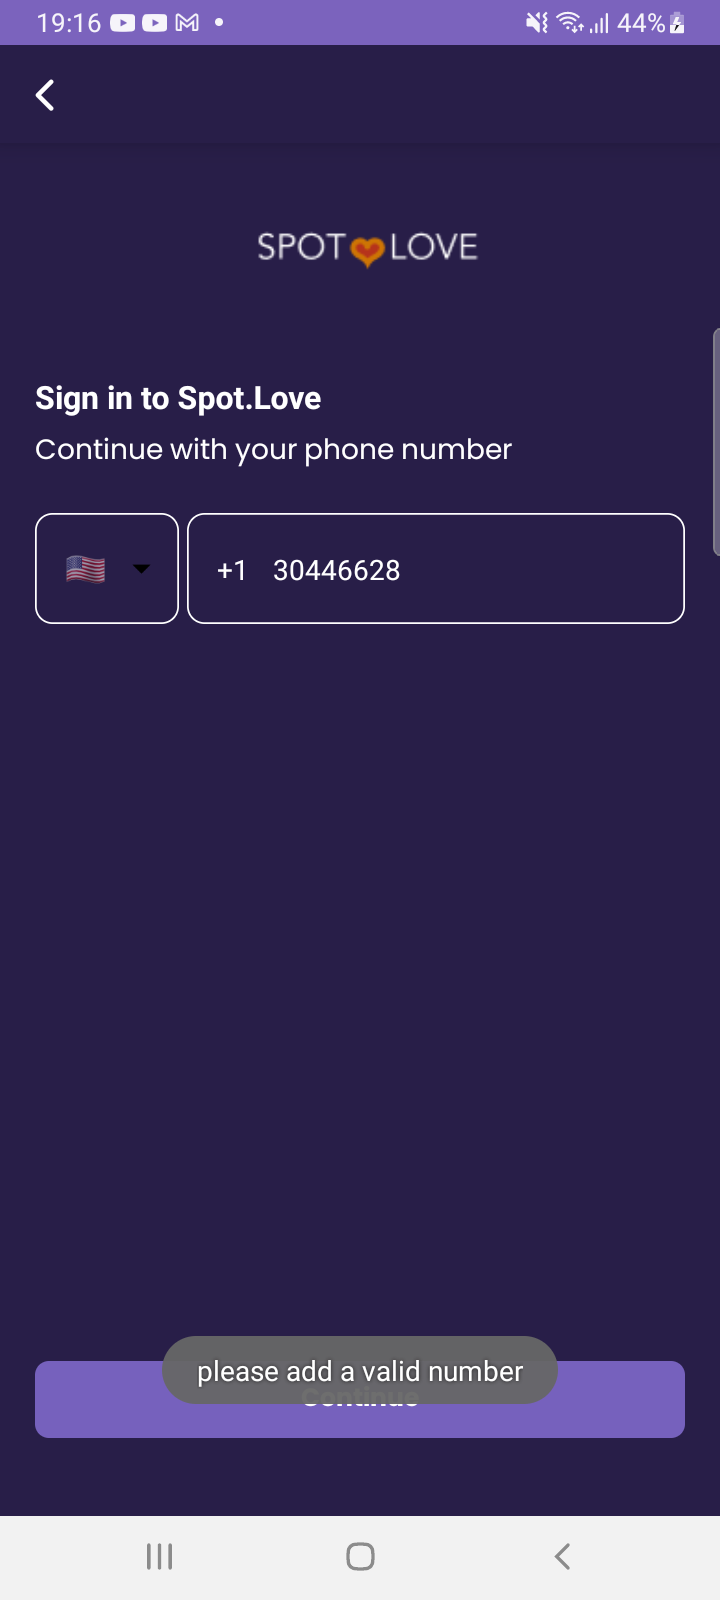 19:16
44%
SPOT LOVE
Sign in to Spot.Love
Continue with your phone number
+1 30446628
please add a valid number
Continue